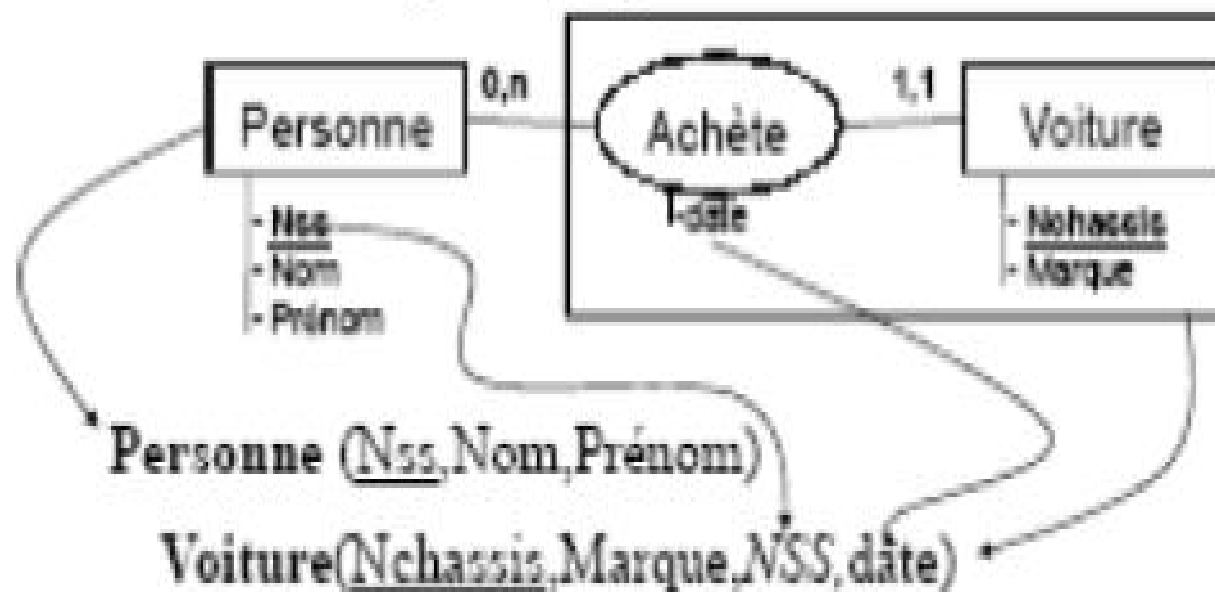 0,n
1,1
Personne
Achète
Voiture
- Nss
- Nom
- Prénom
-date
- Nchassis
- Marque
Personne (Nss,Nom,Prénom)
Voiture(Nchassis,Marque,NSS,date)